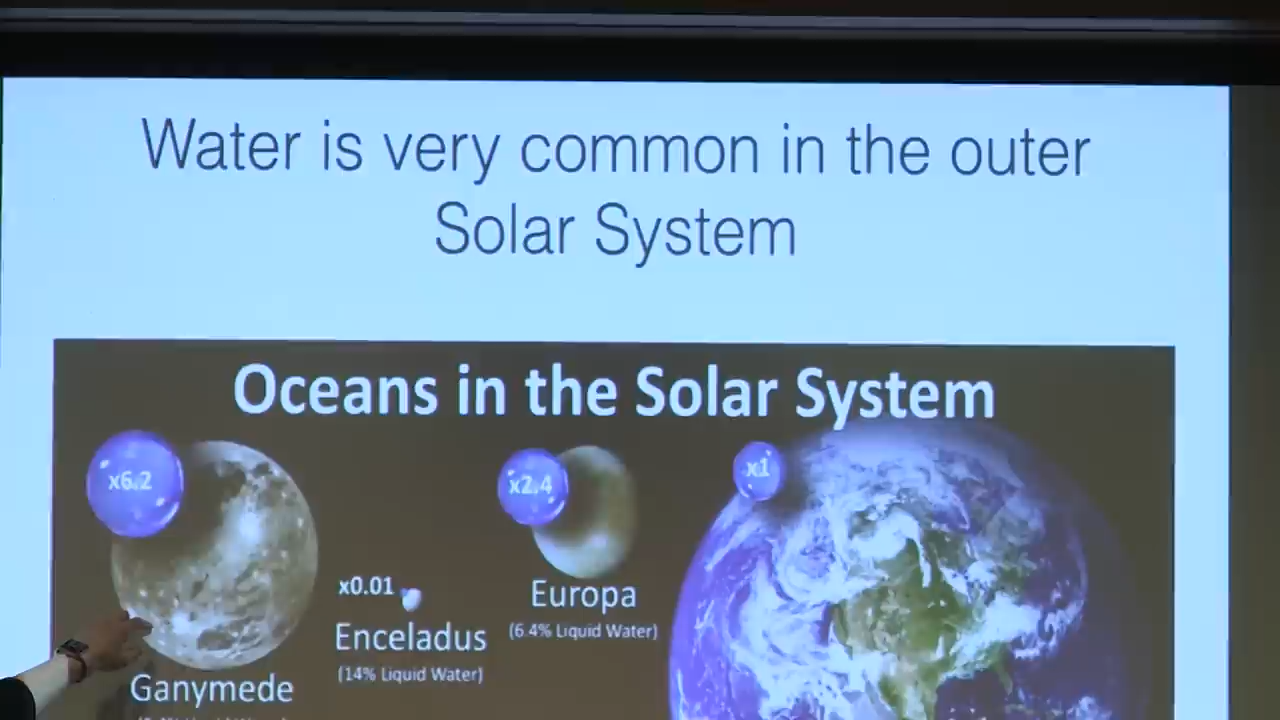 Water is very common in the outer
Solar System
Oceans in the Solar System
x6.2
x2.4
x1
x0.01
Europa
(6.4% Liquid Water)
Enceladus
(14% Liquid Water)
Ganymede